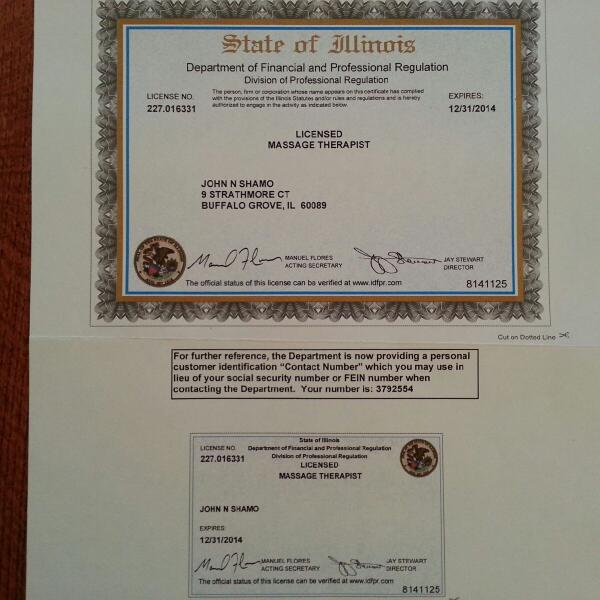 State of Illinois
Department of Financial and Professional Regulation
Division of Professional Regulation
LICENSE NO.
227.016331
The person, firm or corporation whose name appears on this certificate has complied
with the provisions of the Illinois Statutes and/or rules and regulations and is hereby
authorized to engage in the activity as indicated below.
EXPIRES:
12/31/2014
LICENSED
MASSAGE THERAPIST
JOHN N SHAMO
9 STRATHMORE CT
BUFFALO GROVE, IL 60089
MANUEL FLORES
ACTING SECRETARY
JAY STEWART
DIRECTOR
The official status of this license can be verified at www.idfpr.com
8141125
Cut on Dotted Line
For further reference, the Department is now providing a personal
customer identification "Contact Number" which you may use in
lieu of your social security number or FEIN number when
contacting the Department. Your number is: 3792554
State of Illinois
LICENSE NO.
Department of Financial and Professional Regulation
Division of Professional Regulation
227.016331
LICENSED
MASSAGE THERAPIST
JOHN N SHAMO
EXPIRES:
12/31/2014
MANUEL FLORES
ACTING SECRETARY
JAY STEWART
DIRECTOR
The official status of this license can be verified at www.idfpr.com
8141125